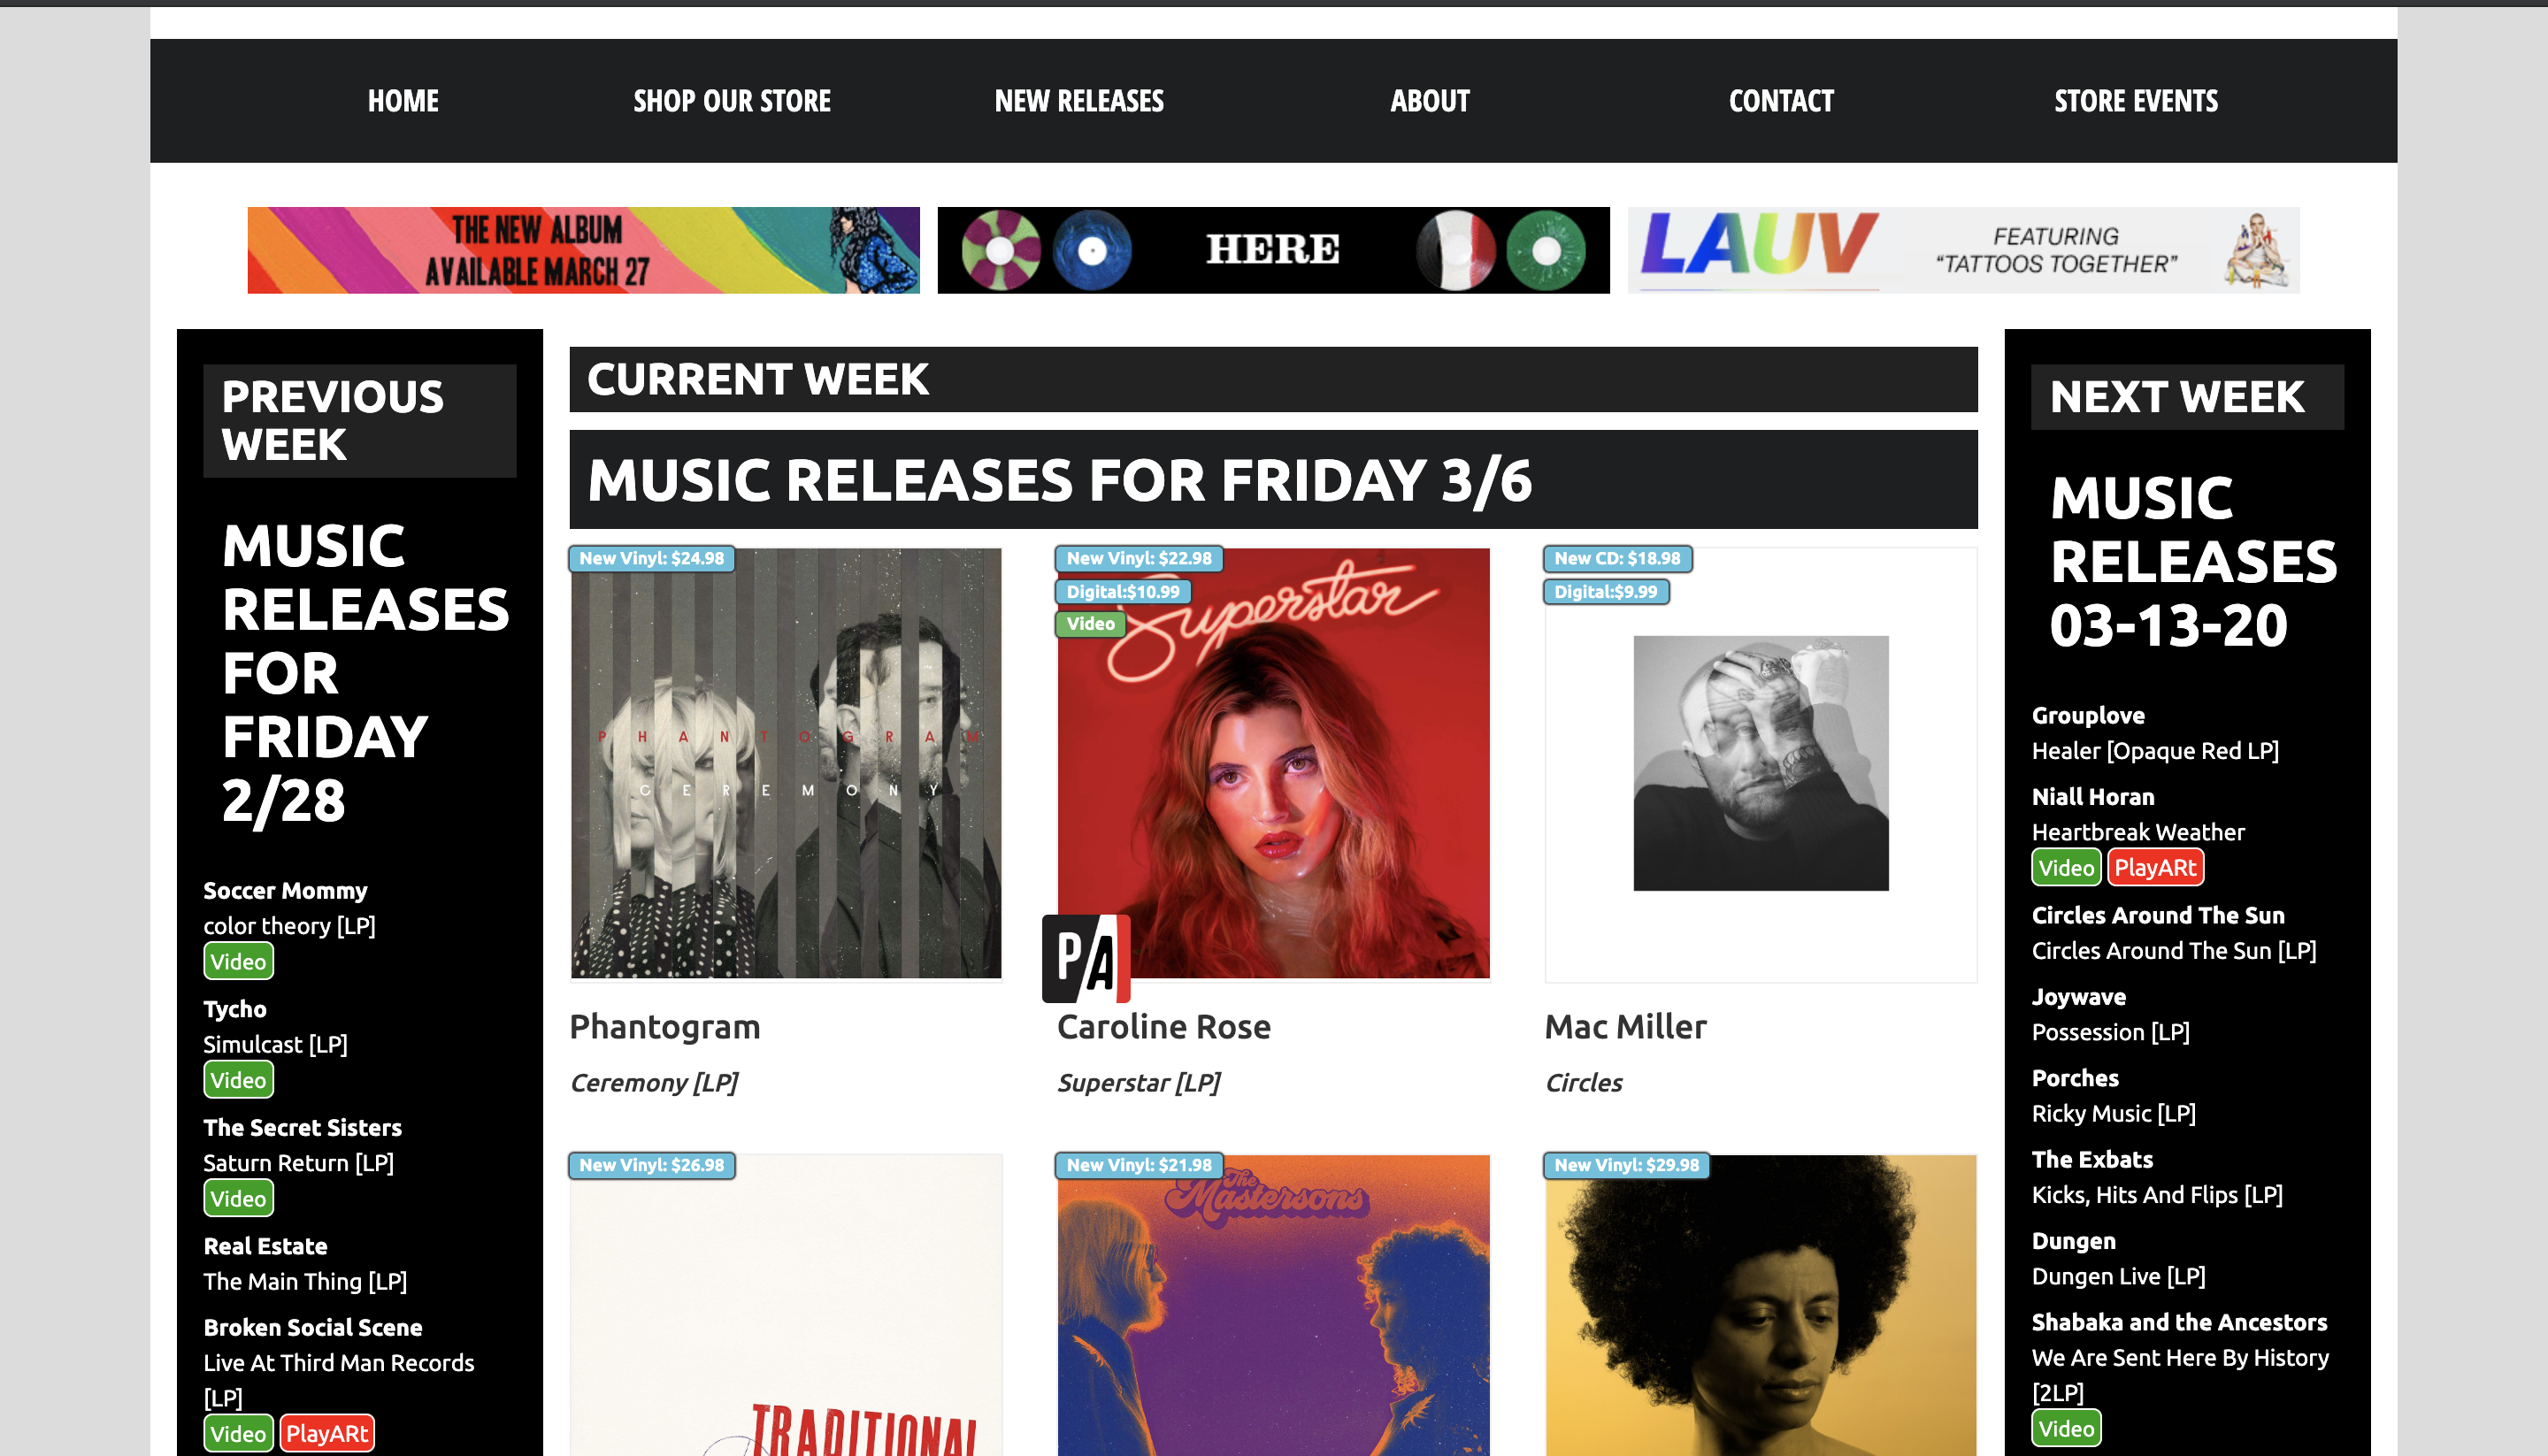 HOME
SHOP OUR STORE
NEW RELEASES
ABOUT
CONTACT
STORE EVENTS
THE NEW ALBUM
AVAILABLE MARCH 27
HERE
LAUV
FEATURING
"TATTOOS TOGETHER"
PREVIOUS
WEEK
MUSIC
RELEASES
FOR
FRIDAY
2/28
Soccer Mommy
color theory [LP]
Video
Tycho
Simulcast [LP]
Video
The Secret Sisters
Saturn Return [LP]
Video
Real Estate
The Main Thing [LP]
Broken Social Scene
Live At Third Man Records
[LP]
Video PlayARt
CURRENT WEEK
MUSIC RELEASES FOR FRIDAY 3/6
New Vinyl: $24.98
PHANTOGRAM
CEREMONY
Phantogram
Ceremony [LP]
New Vinyl: $22.98
Digital:$10.99
Video
Superstar
PA
Caroline Rose
Superstar [LP]
New CD: $18.98
Digital:$9.99
Mac Miller
Circles
New Vinyl: $26.98
TRADITIONAL
New Vinyl: $21.98
The
Mastersons
New Vinyl: $29.98
NEXT WEEK
MUSIC
RELEASES
03-13-20
Grouplove
Healer [Opaque Red LP]
Niall Horan
Heartbreak Weather
Video PlayARt
Circles Around The Sun
Circles Around The Sun [LP]
Joywave
Possession [LP]
Porches
Ricky Music [LP]
The Exbats
Kicks, Hits And Flips [LP]
Dungen
Dungen Live [LP]
Shabaka and the Ancestors
We Are Sent Here By History
[2LP]
Video